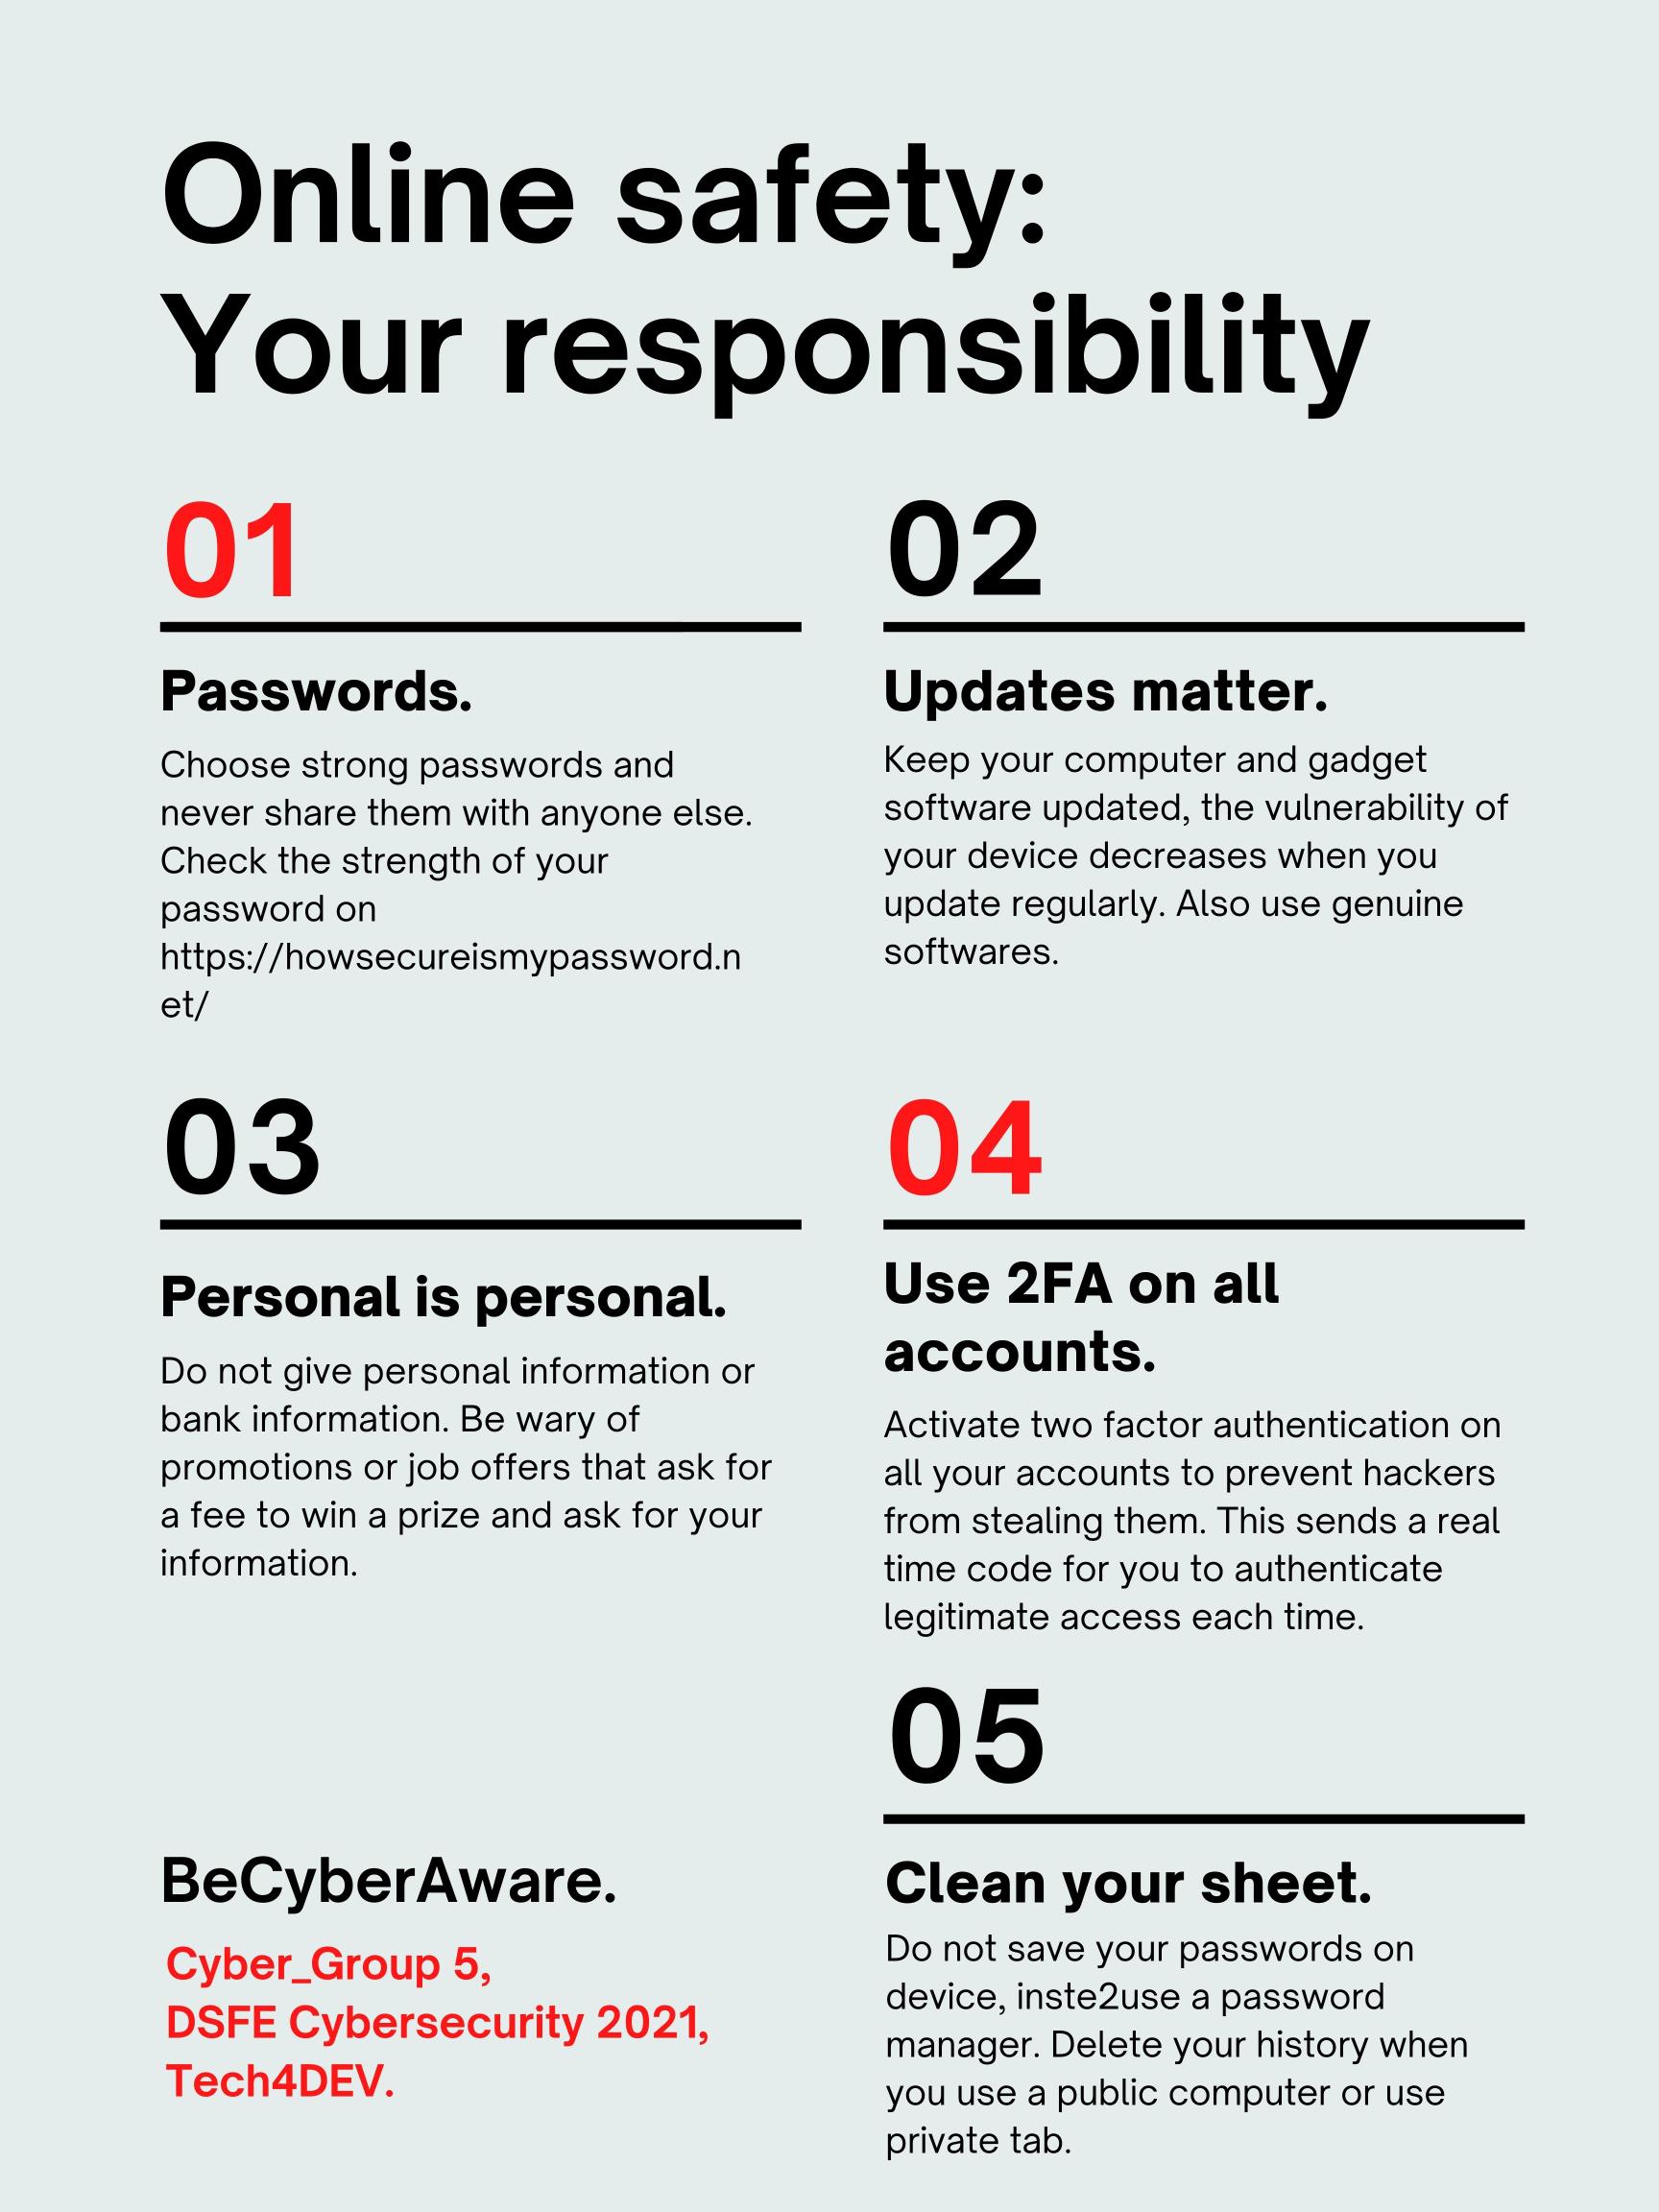 Online safety:
Your responsibility
01
Passwords.
Choose strong passwords and
never share them with anyone else.
Check the strength of your
password on
https://howsecureismypassword.n
et/
02
Updates matter.
Keep your computer and gadget
software updated, the vulnerability of
your device decreases when you
update regularly. Also use genuine
softwares.
03
Personal is personal.
Do not give personal information or
bank information. Be wary of
promotions or job offers that ask for
a fee to win a prize and ask for your
information.
04
Use 2FA on all
accounts.
Activate two factor authentication on
all your accounts to prevent hackers
from stealing them. This sends a real
time code for you to authenticate
legitimate access each time.
05
Clean your sheet.
Do not save your passwords on
device, inste2use a password
manager. Delete your history when
you use a public computer or use
private tab.
BeCyberAware.
Cyber_Group 5,
DSFE Cybersecurity 2021,
Tech4DEV.